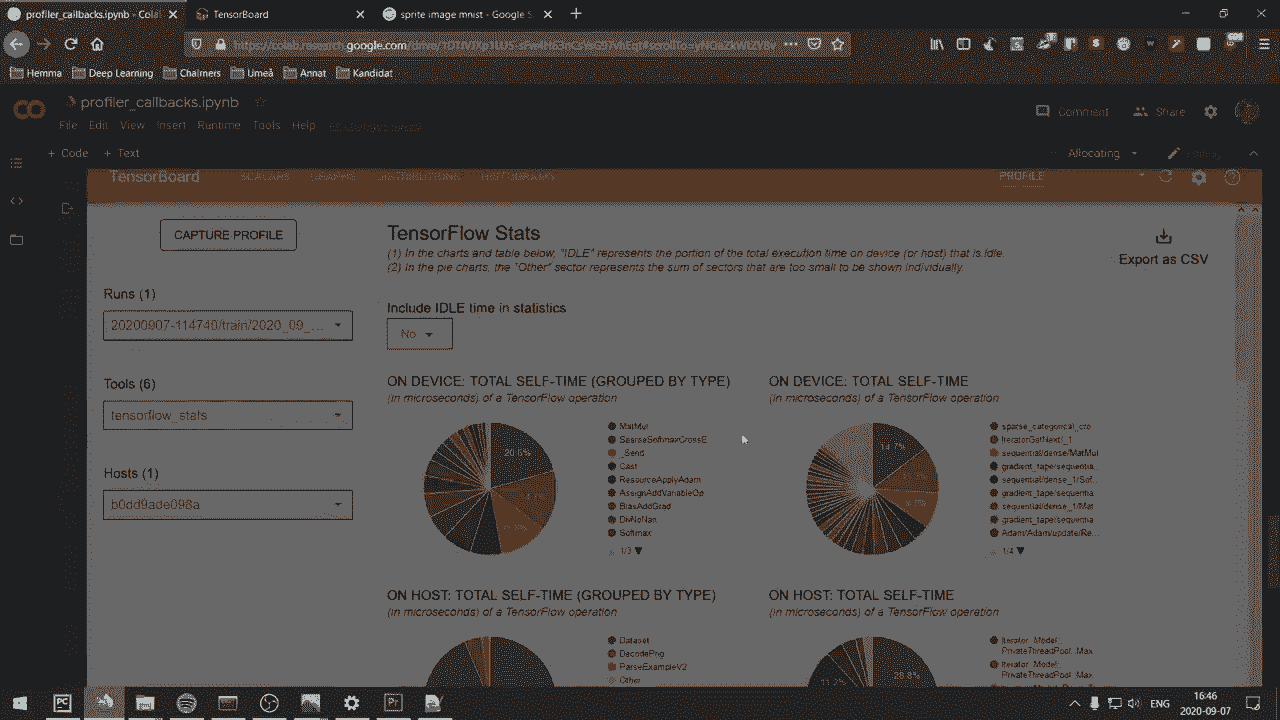 profiler_callbacks.ipynb - Cola
TensorBoard
sprite image mnist - Google S
Hemma
Deep Learning
Chalmers
Umeå
Annat
Kandidat
profiler_callbacks.ipynb
File Edit View Insert Runtime Tools Help
Comment
Share
+ Code + Text
Allocating
TensorBoard
SCALARS GRAPHS DISTRIBUTIONS HISTOGRAMS
PROFILE
CAPTURE PROFILE
TensorFlow Stats
(1) In the charts and table below, "IDLE" represents the portion of the total execution time on device (or host) that is idle.
(2) In the pie charts, the "Other" sector represents the sum of sectors that are too small to be shown individually.
Export as CSV
Runs (1)
20200907-114740/train/2020_09_...
Tools (6)
tensorflow_stats
Hosts (1)
b0dd9ade098a
Include IDLE time in statistics
No
ON DEVICE: TOTAL SELF-TIME (GROUPED BY TYPE)
(in microseconds) of a TensorFlow operation
20.6%
MatMul
SparseSoftmaxCrossE...
_Send
Cast
ResourceApplyAdam
AssignAddVariableOp
BiasAddGrad
DivNoNan
Softmax
1/3
ON DEVICE: TOTAL SELF-TIME
(in microseconds) of a TensorFlow operation
14.7%
sparse_categorical_cro...
IteratorGetNext/_1
sequential/dense/MatMul
gradient_tape/sequentia...
sequential/dense_1/Sof...
gradient_tape/sequentia...
sequential/dense_1/Mat...
gradient_tape/sequentia...
Adam/Adam/update/Re...
1/4
ON HOST: TOTAL SELF-TIME (GROUPED BY TYPE)
(in microseconds) of a TensorFlow operation
Dataset
DecodePng
ParseExampleV2
Other
ON HOST: TOTAL SELF-TIME
(in microseconds) of a TensorFlow operation
28.8%
11.2%
Iterator::Model::
PrivateThreadPool::Max...
Iterator::Model::
PrivateThreadPool::Max...
ENG
16:46
2020-09-07